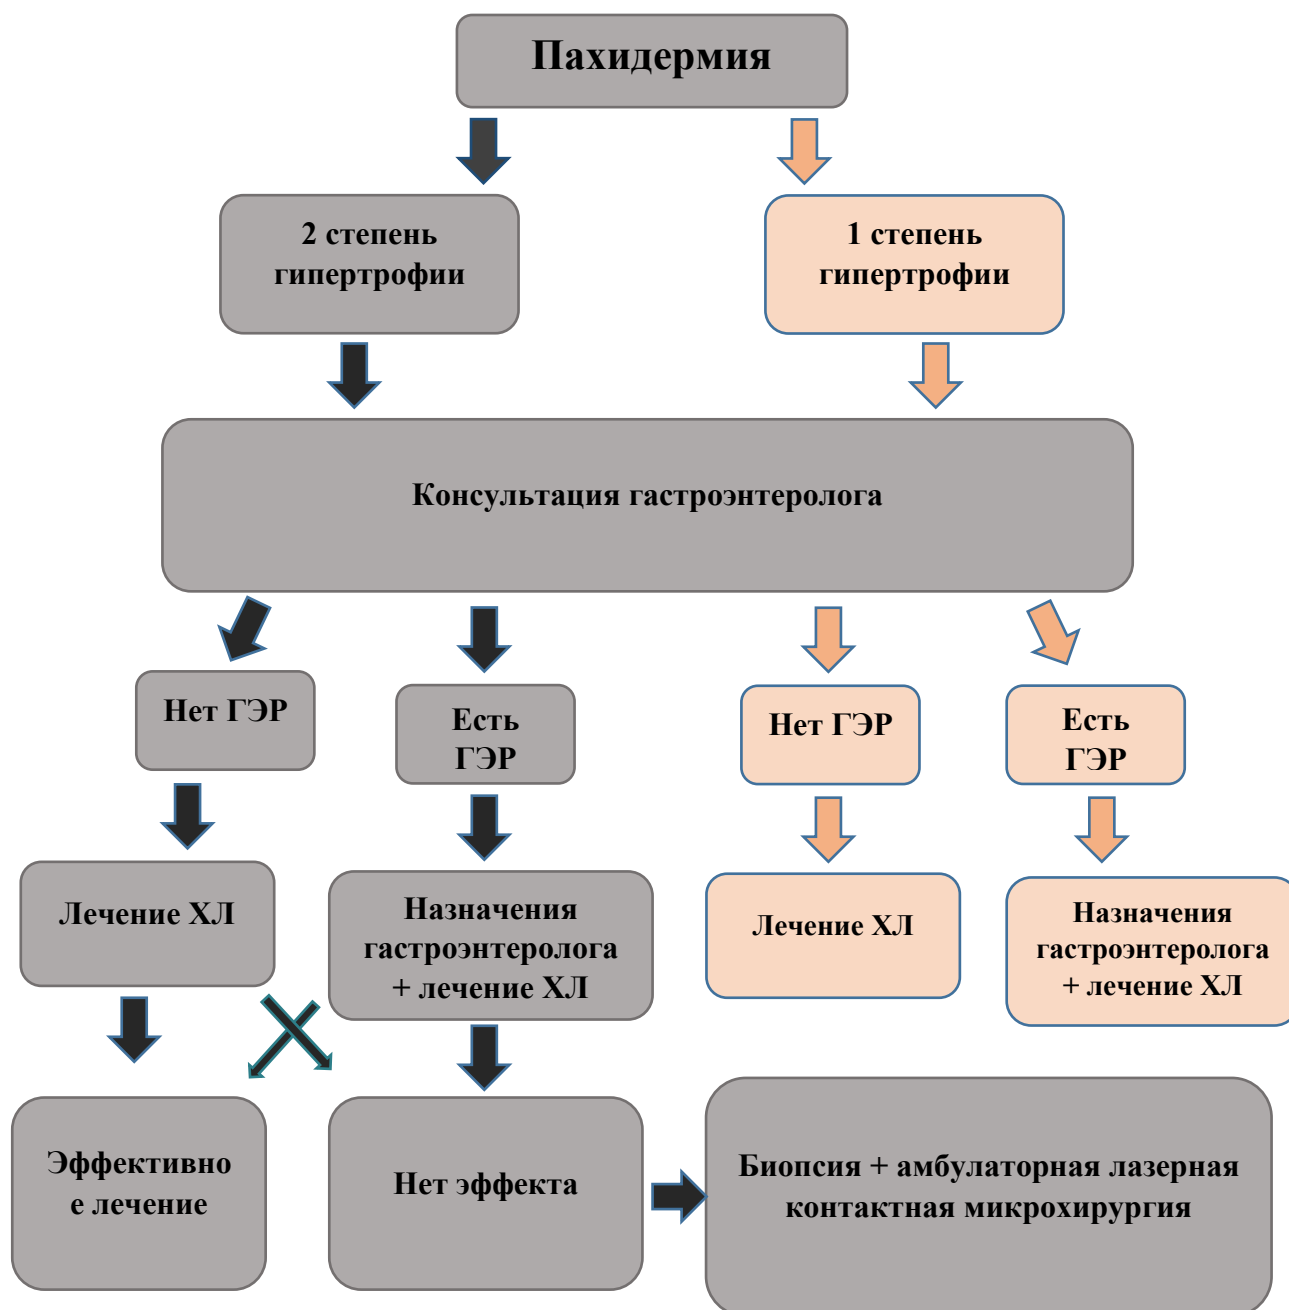 Пахидермия
2 степень
гипертрофии
1 степень
гипертрофии
Консультация гастроэнтеролога
Нет ГЭР
Есть
ГЭР
Нет ГЭР
Есть
ГЭР
Лечение ХЛ
Назначения
гастроэнтеролога
+ лечение ХЛ
Лечение ХЛ
Назначения
гастроэнтеролога
+ лечение ХЛ
Эффективно
е лечение
Нет эффекта
Биопсия + амбулаторная лазерная
контактная микрохирургия